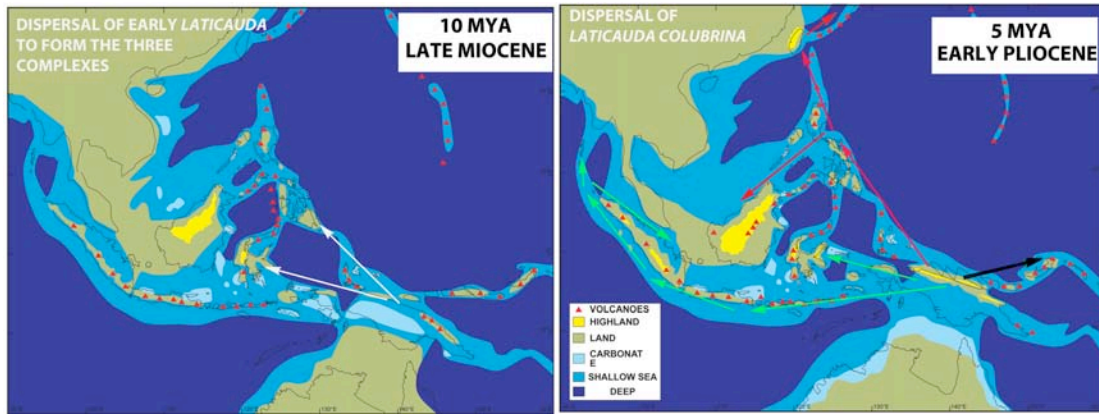 DISPERSAL OF EARLY LATICAUDA
TO FORM THE THREE
COMPLEXES
10 MYA
LATE MIOCENE
DISPERSAL OF
LATICAUDA COLUBRINA
5 MYA
EARLY PLIOCENE
VOLCANOES
HIGHLAND
LAND
CARBONAT
E
SHALLOW SEA
DEEP